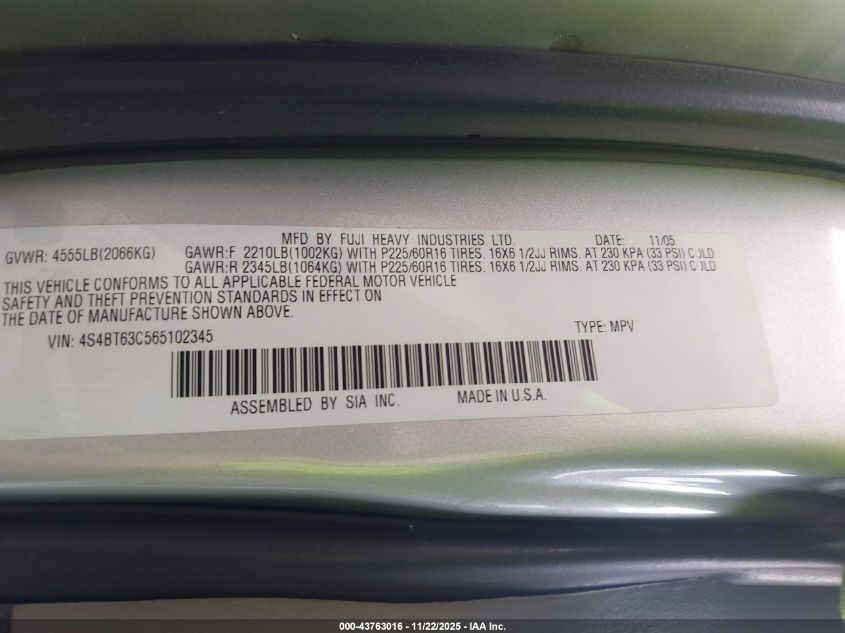 MFD BY FUJI HEAVY INDUSTRIES LTD. DATE: 11/05
GVWR: 4555LB(2066KG) GAWR:F 2210LB(1002KG) WITH P225/60R16 TIRES. 16X6 1/2JJ RIMS. AT 230 KPA (33 PSI) COLD
GAWR:R 2345LB(1064KG) WITH P225/60R16 TIRES. 16X6 1/2JJ RIMS. AT 230 KPA (33 PSI) COLD
THIS VEHICLE CONFORMS TO ALL APPLICABLE FEDERAL MOTOR VEHICLE
SAFETY AND THEFT PREVENTION STANDARDS IN EFFECT ON
THE DATE OF MANUFACTURE SHOWN ABOVE.
VIN: 4S4BT63C565102345 TYPE: MPV
ASSEMBLED BY SIA INC. MADE IN U.S.A.
000-43763016 - 11/22/2025 - IAA Inc.